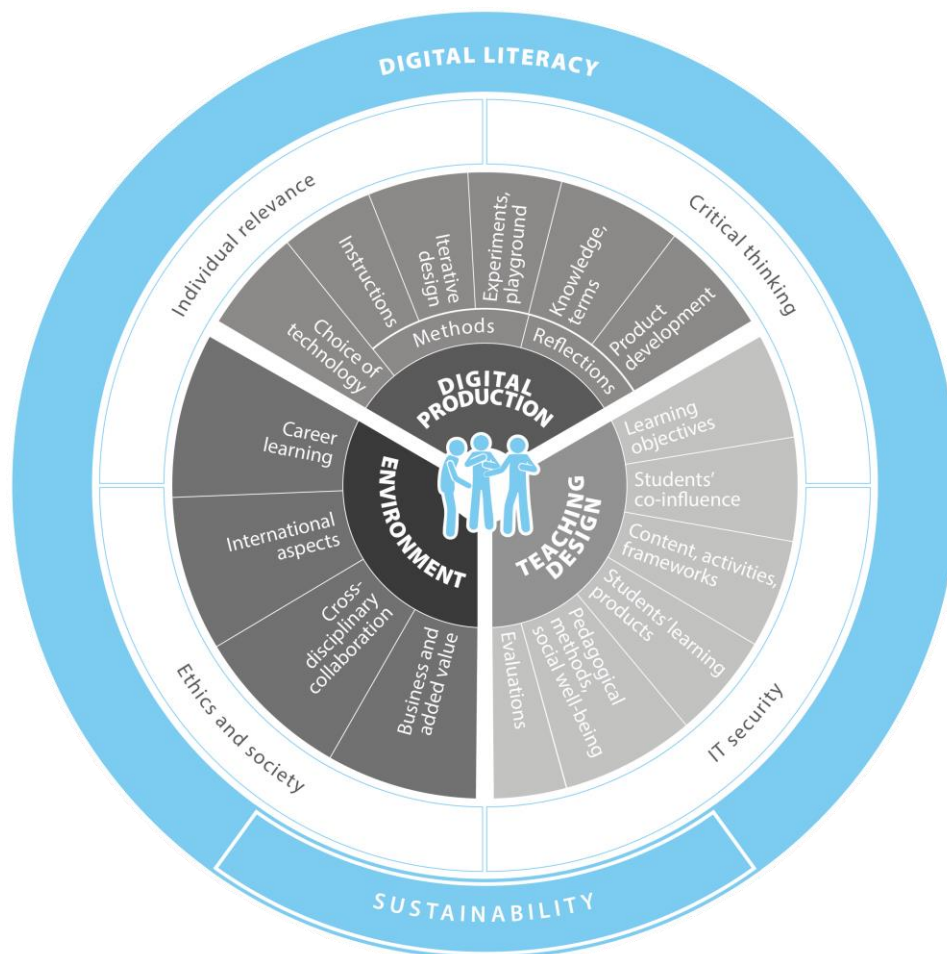 DIGITAL LITERACY
Individual relevance
Critical thinking
Choice of
technology
Instructions
Iterative
design
Experiments,
playground
Knowledge,
terms
Product
development
Methods
Reflections
DIGITAL
PRODUCTION
Career
learning
International
aspects
Cross-
disciplinary
collaboration
Business and
added value
ENVIRONMENT
TEACHING
DESIGN
Learning
objectives
Students'
co-influence
Content, activities,
frameworks
Students' learning
products
Pedagogical
methods,
social well-being
Evaluations
Ethics and society
IT security
SUSTAINABILITY